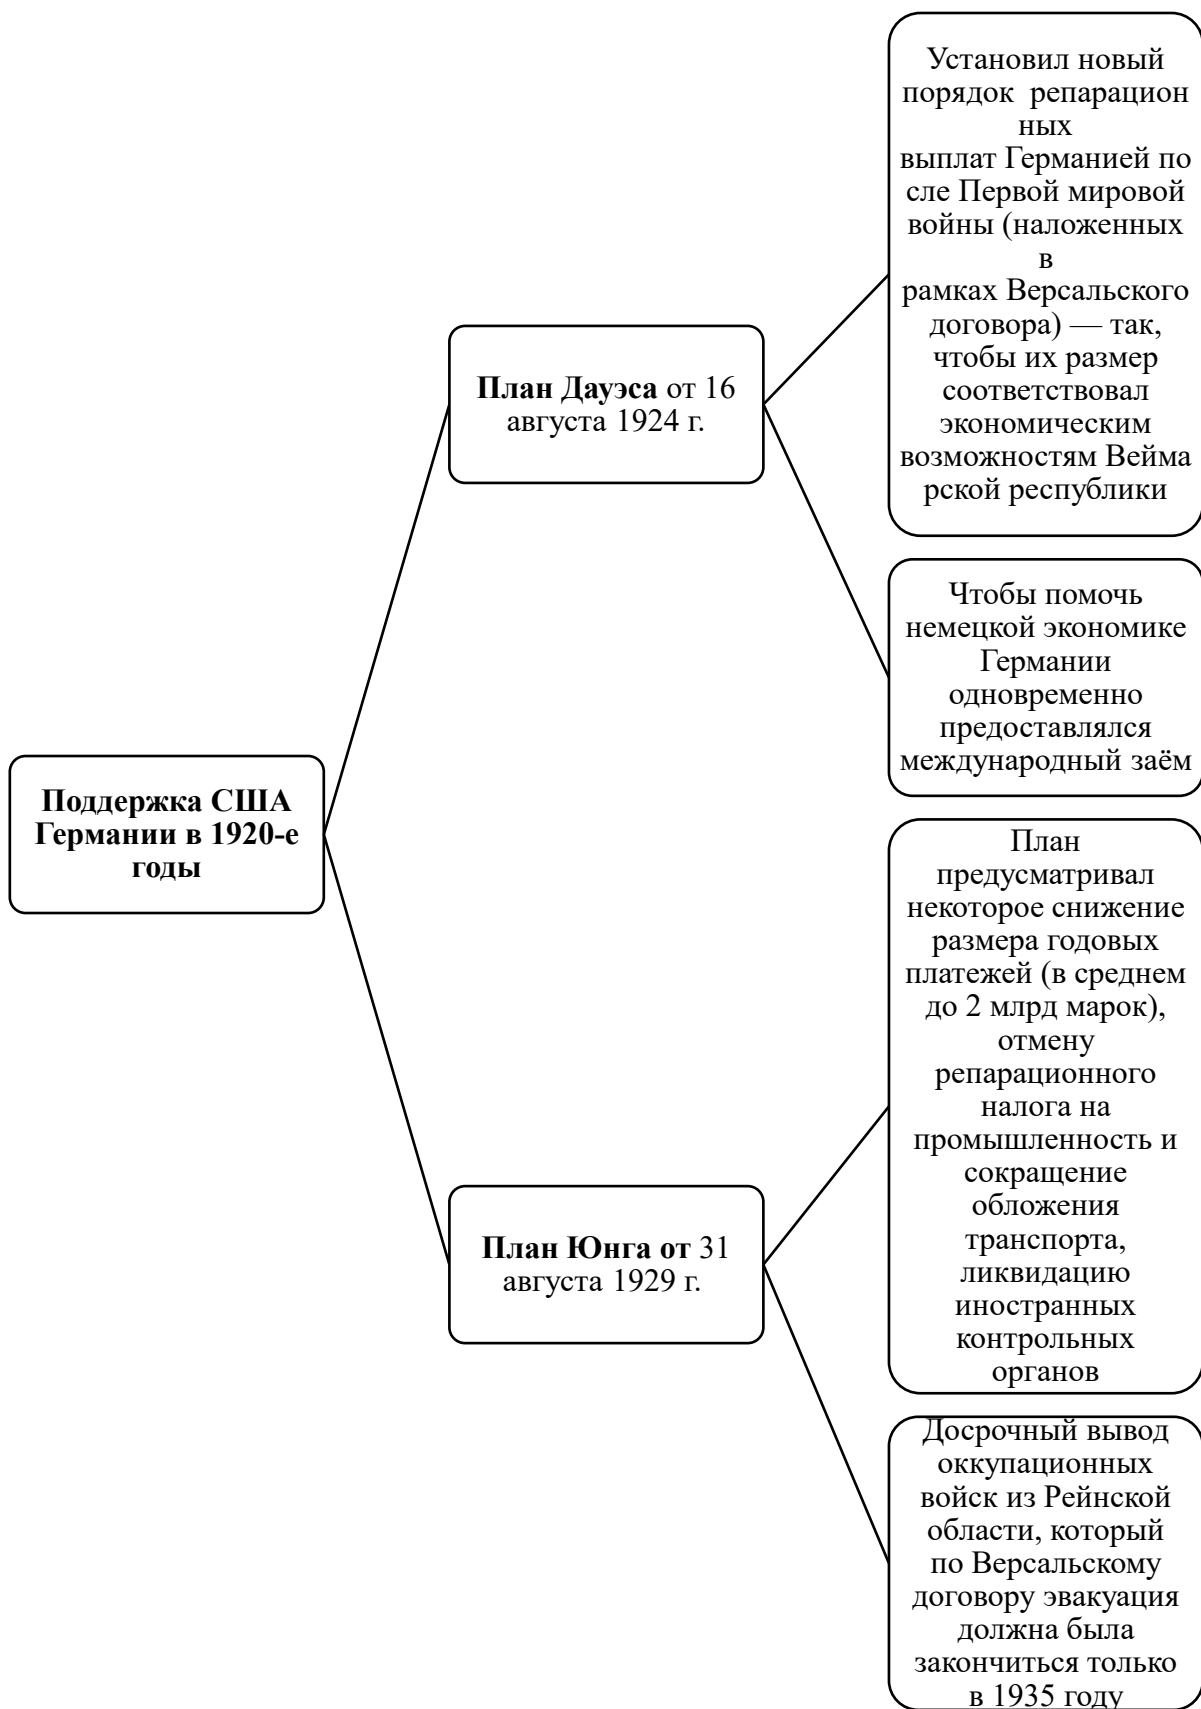 Поддержка США
Германии в 1920-е
годы
План Дауэса от 16
августа 1924 г.
Установил новый
порядок  репарацион
ных
выплат Германией по
сле Первой мировой
войны (наложенных
в
рамках Версальского
договора) — так,
чтобы их размер
соответствовал
экономическим
возможностям Вейма
рской республики
Чтобы помочь
немецкой экономике
Германии
одновременно
предоставлялся
международный заём
План Юнга от 31
августа 1929 г.
План
предусматривал
некоторое снижение
размера годовых
платежей (в среднем
до 2 млрд марок),
отмену
репарационного
налога на
промышленность и
сокращение
обложения
транспорта,
ликвидацию
иностранных
контрольных
органов
Досрочный вывод
оккупационных
войск из Рейнской
области, который
по Версальскому
договору эвакуация
должна была
закончиться только
в 1935 году